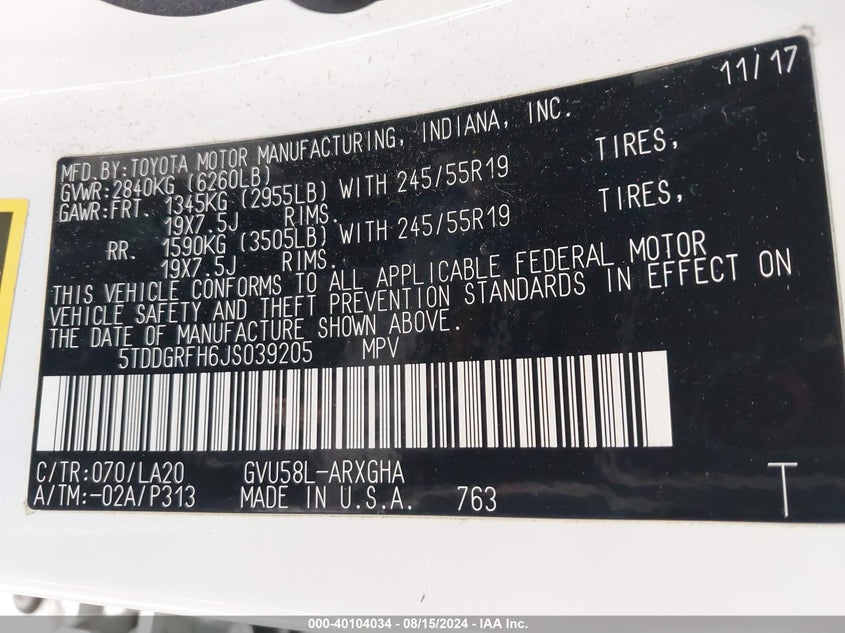 11/17
MFD.BY:TOYOTA MOTOR MANUFACTURING, INDIANA, INC.
GVWR:2840KG (6260LB)
GAWR:FRT. 1345KG (2955LB) WITH 245/55R19 TIRES,
19X7.5J RIMS.
RR. 1590KG (3505LB) WITH 245/55R19 TIRES,
19X7.5J RIMS.
THIS VEHICLE CONFORMS TO ALL APPLICABLE FEDERAL MOTOR
VEHICLE SAFETY AND THEFT PREVENTION STANDARDS IN EFFECT ON
THE DATE OF MANUFACTURE SHOWN ABOVE.
5TDDGRFH6JS039205 MPV
C/TR:070/LA20 GVU58L-ARXGHA
A/TM:-02A/P313 MADE IN U.S.A. 763 T
000-40104034 - 08/15/2024 - IAA Inc.